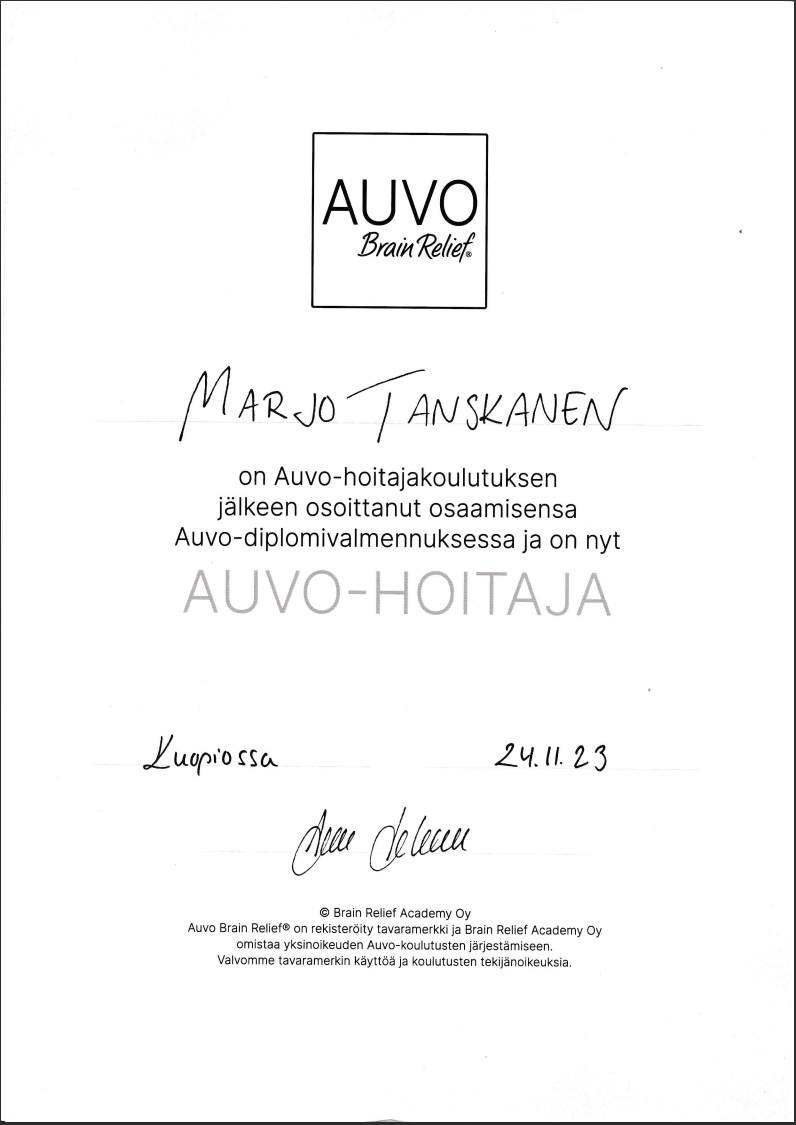 AUVO
Brain Relief®
MARJO TANSKANEN
on Auvo-hoitajakoulutuksen
jälkeen osoittanut osaamisensa
Auvo-diplomivalmennuksessa ja on nyt
AUVO-HOITAJA
Kuopiossa 24.11.23
© Brain Relief Academy Oy
Auvo Brain Relief® on rekisteröity tavaramerkki ja Brain Relief Academy Oy
omistaa yksinoikeuden Auvo-koulutusten järjestämiseen.
Valvomme tavaramerkin käyttöä ja koulutusten tekijänoikeuksia.